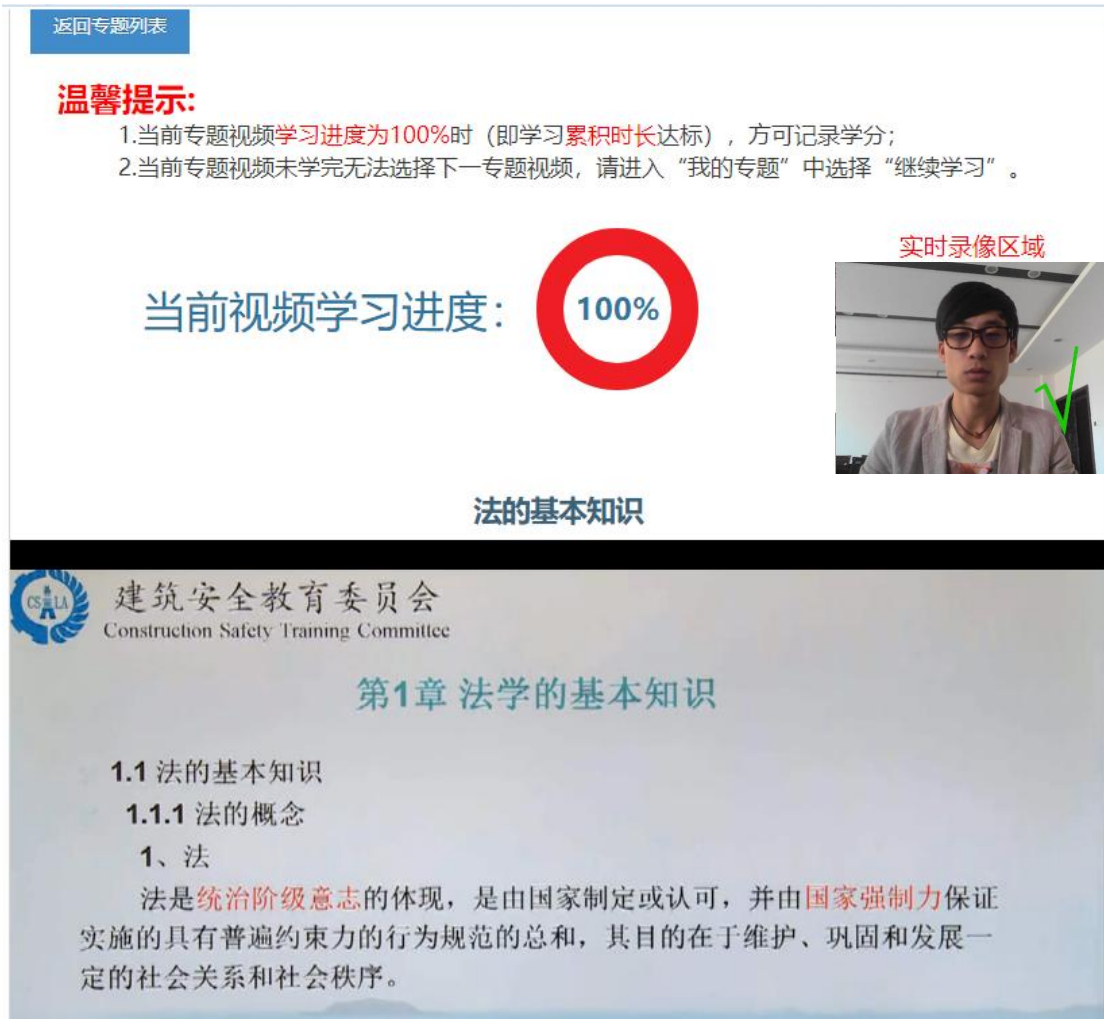 返回专题列表
温馨提示:
1.当前专题视频学习进度为100%时（即学习累积时长达标），方可记录学分；
2.当前专题视频未学完无法选择下一专题视频，请进入“我的专题”中选择“继续学习”。
实时录像区域
当前视频学习进度：
100%
法的基本知识
CSLA
建筑安全教育委员会
Construction Safety Training Committee
第1章 法学的基本知识
1.1 法的基本知识
1.1.1 法的概念
1、法
法是统治阶级意志的体现，是由国家制定或认可，并由国家强制力保证
实施的具有普遍约束力的行为规范的总和，其目的在于维护、巩固和发展一
定的社会关系和社会秩序。